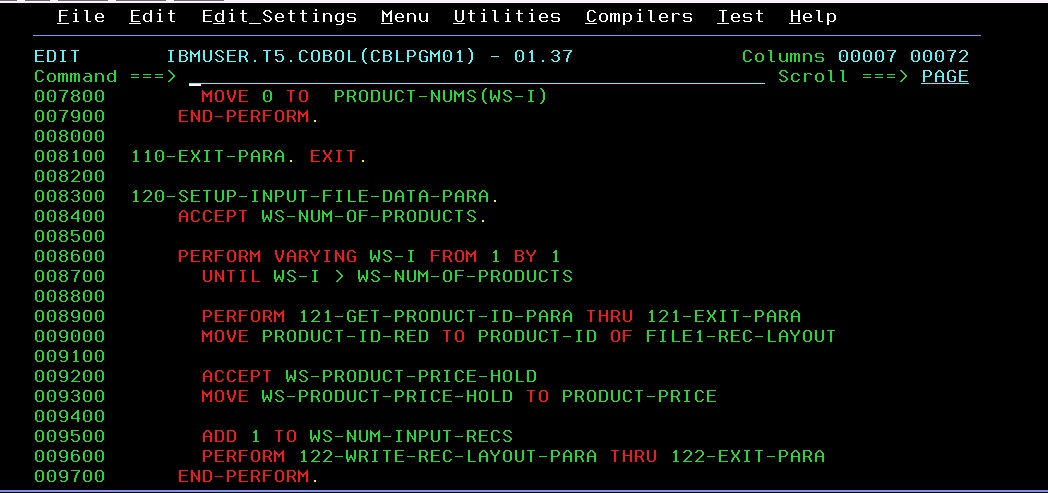 File Edit Edit_Settings Menu Utilities Compilers Test Help
EDIT IBMUSER.T5.COBOL(CBLPGM01) - 01.37 Columns 00007 00072
Command ===> Scroll ===> PAGE
007800 MOVE 0 TO PRODUCT-NUMS(WS-I)
007900 END-PERFORM.
008000
008100 110-EXIT-PARA. EXIT.
008200
008300 120-SETUP-INPUT-FILE-DATA-PARA.
008400 ACCEPT WS-NUM-OF-PRODUCTS.
008500
008600 PERFORM VARYING WS-I FROM 1 BY 1
008700 UNTIL WS-I > WS-NUM-OF-PRODUCTS
008800
008900 PERFORM 121-GET-PRODUCT-ID-PARA THRU 121-EXIT-PARA
009000 MOVE PRODUCT-ID-RED TO PRODUCT-ID OF FILE1-REC-LAYOUT
009100
009200 ACCEPT WS-PRODUCT-PRICE-HOLD
009300 MOVE WS-PRODUCT-PRICE-HOLD TO PRODUCT-PRICE
009400
009500 ADD 1 TO WS-NUM-INPUT-RECS
009600 PERFORM 122-WRITE-REC-LAYOUT-PARA THRU 122-EXIT-PARA
009700 END-PERFORM.